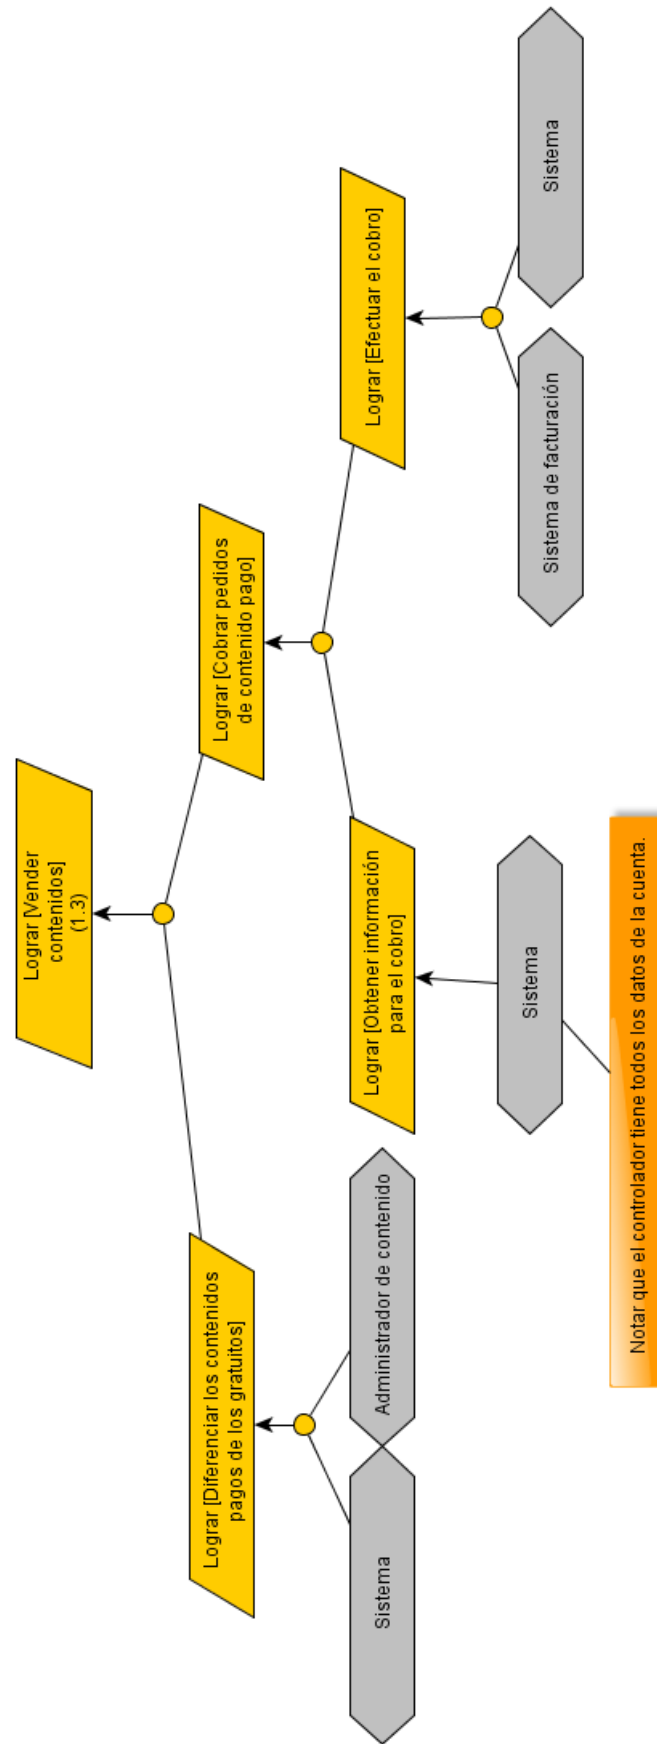 Lograr [Vender
contenidos]
(1.3)
Lograr [Diferenciar los contenidos
pagos de los gratuitos]
Lograr [Cobrar pedidos
de contenido pago]
Sistema
Administrador de contenido
Lograr [Obtener información
para el cobro]
Lograr [Efectuar el cobro]
Sistema
Sistema de facturación
Sistema
Notar que el controlador tiene todos los datos de la cuenta.